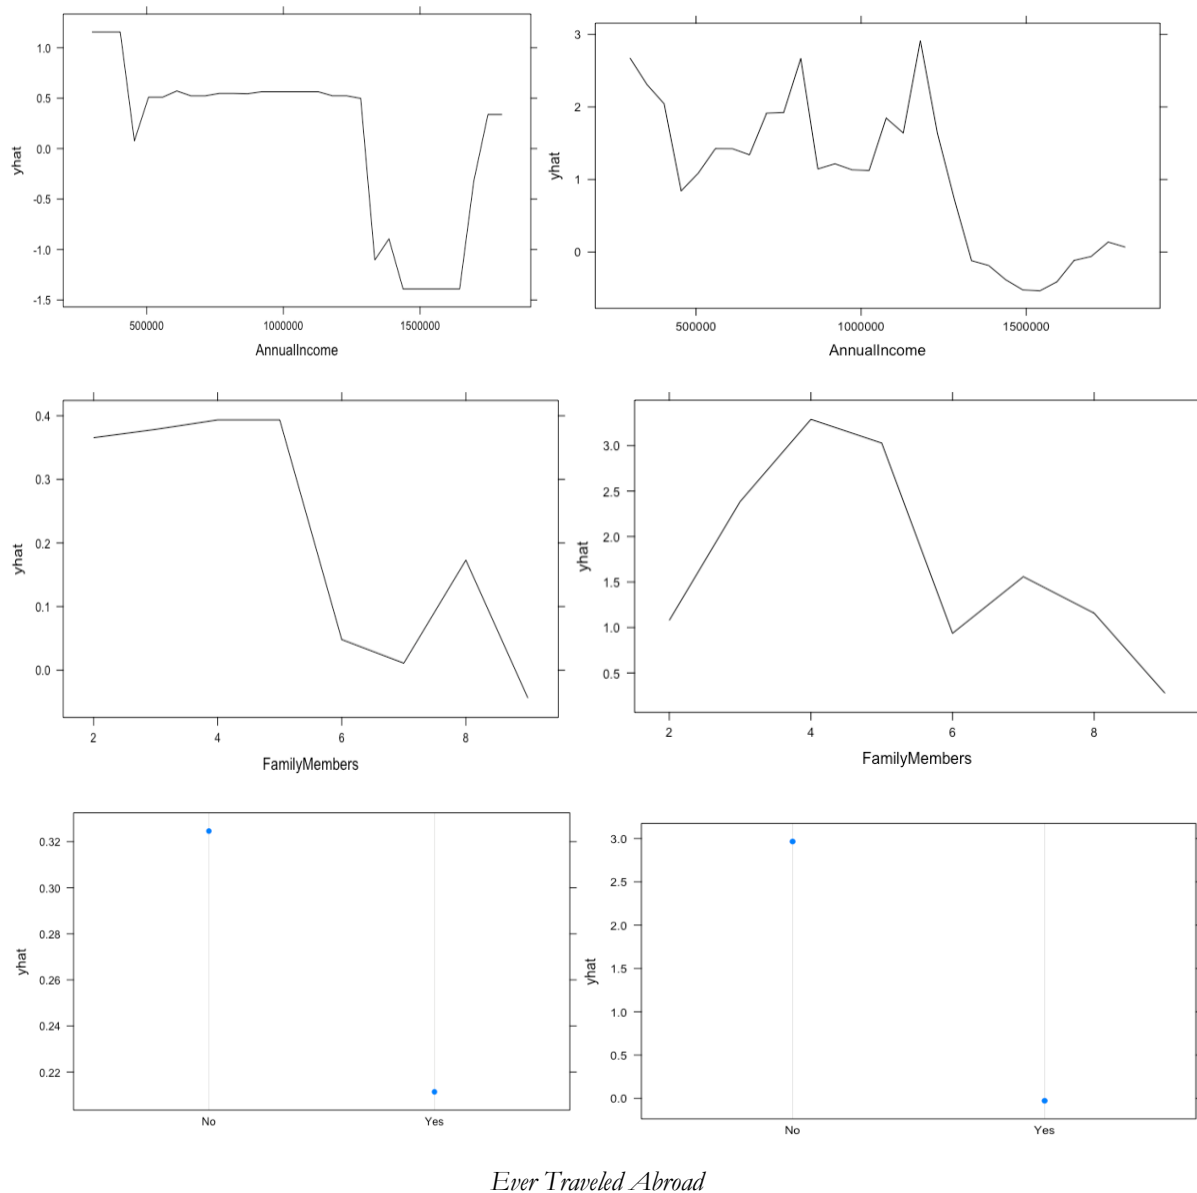 1.0
0.5
0.0
-0.5
-1.0
-1.5
yhat
500000 1000000 1500000
AnnualIncome
3
2
1
0
yhat
500000 1000000 1500000
AnnualIncome
0.4
0.3
0.2
0.1
0.0
yhat
2 4 6 8
FamilyMembers
3.0
2.5
2.0
1.5
1.0
0.5
yhat
2 4 6 8
FamilyMembers
0.32
0.30
0.28
0.26
0.24
0.22
yhat
No Yes
3.0
2.5
2.0
1.5
1.0
0.5
0.0
yhat
No Yes
Ever Traveled Abroad